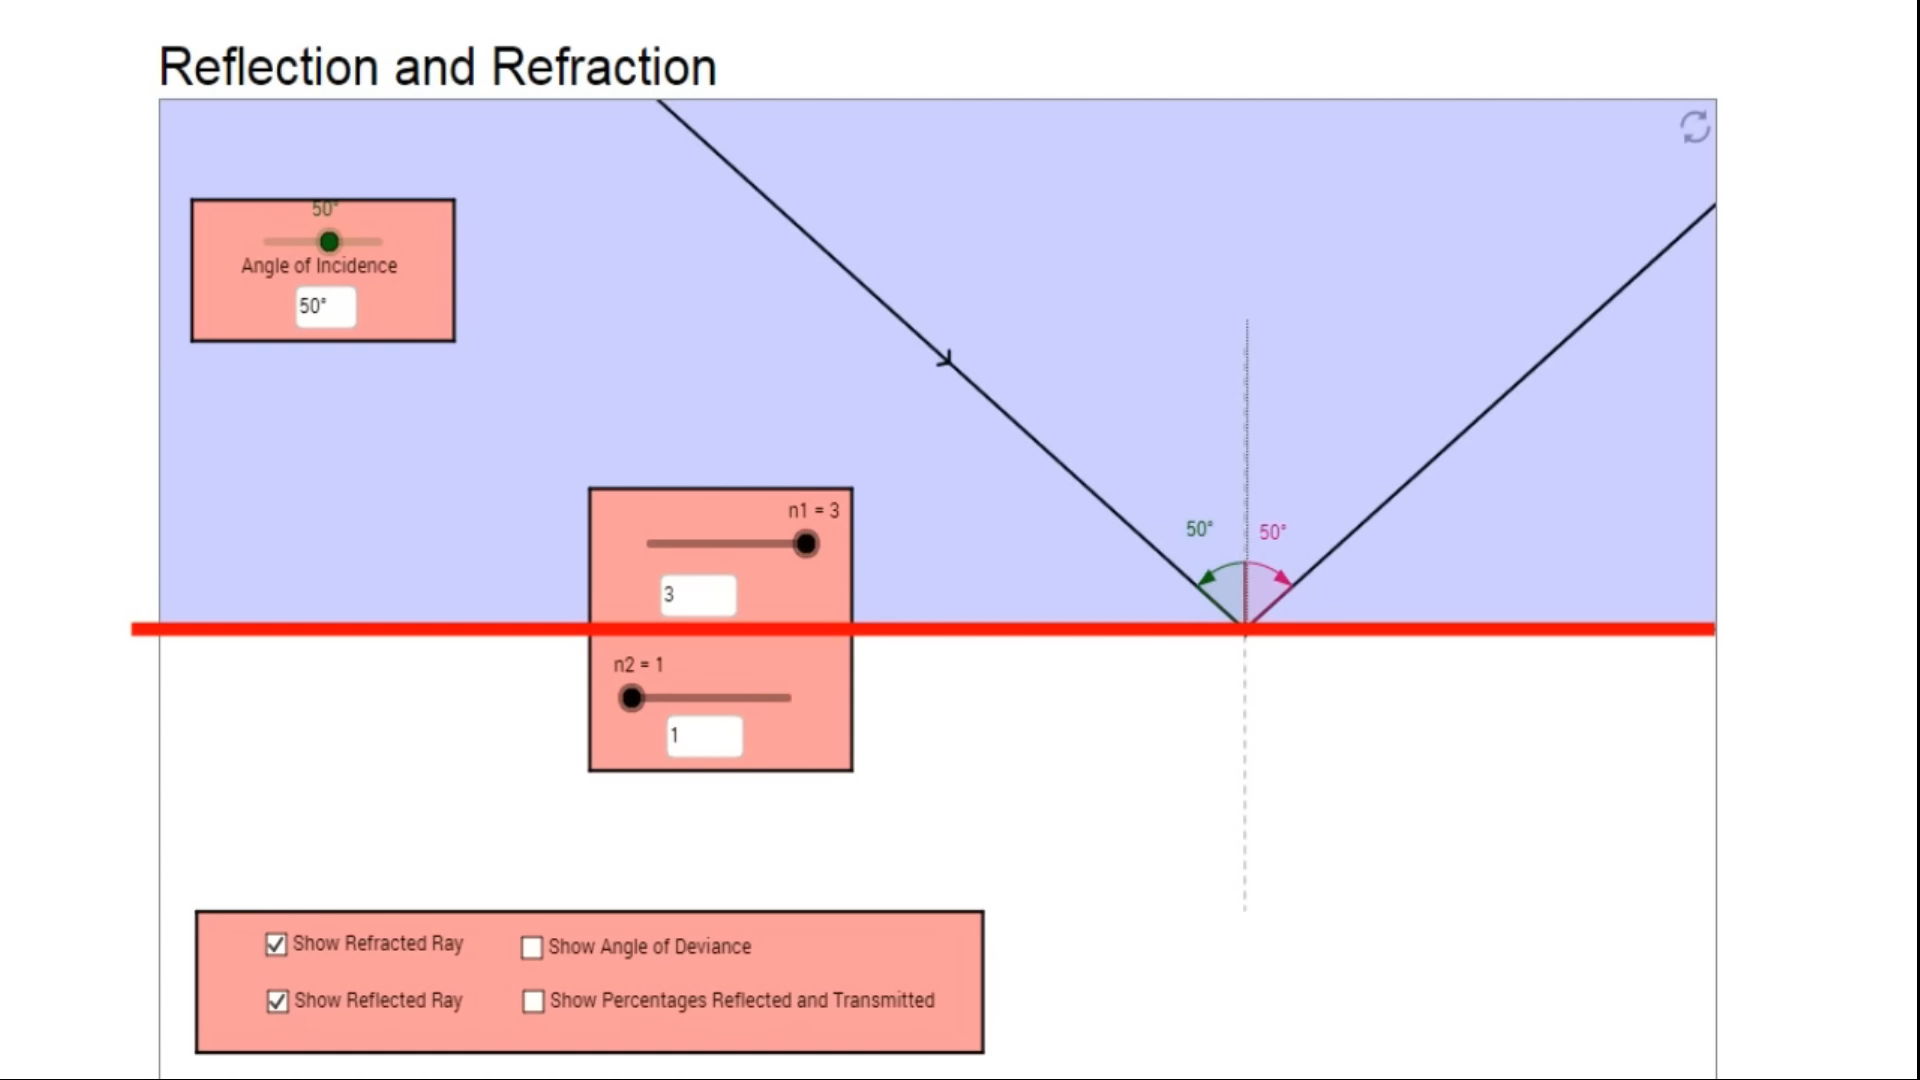 Reflection and Refraction
50°
Angle of Incidence
50°
n1 = 3
3
50°
50°
n2 = 1
1
Show Refracted Ray
Show Angle of Deviance
Show Reflected Ray
Show Percentages Reflected and Transmitted